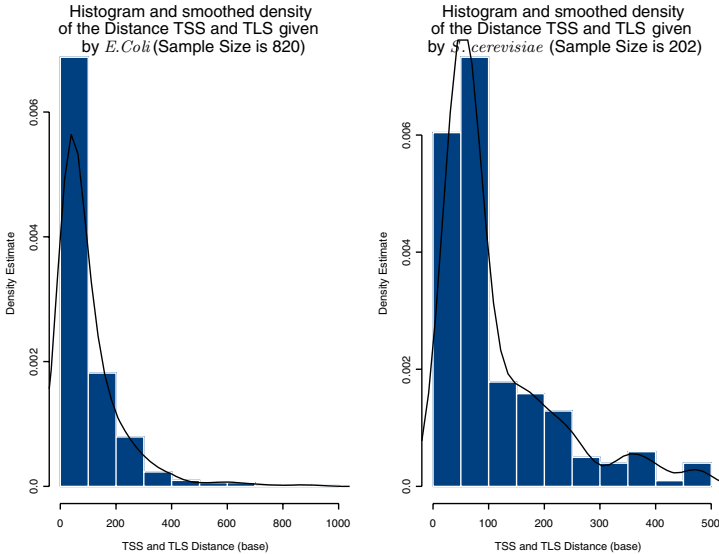 Histogram and smoothed density
of the Distance TSS and TLS given
by E.Coli(Sample Size is 820)
Density Estimate
0.006
0.004
0.002
0.0
0 200 400 600 800 1000
TSS and TLS Distance (base)
Histogram and smoothed density
of the Distance TSS and TLS given
by S. cerevisiae (Sample Size is 202)
Density Estimate
0.006
0.004
0.002
0.0
0 100 200 300 400 500
TSS and TLS Distance (base)